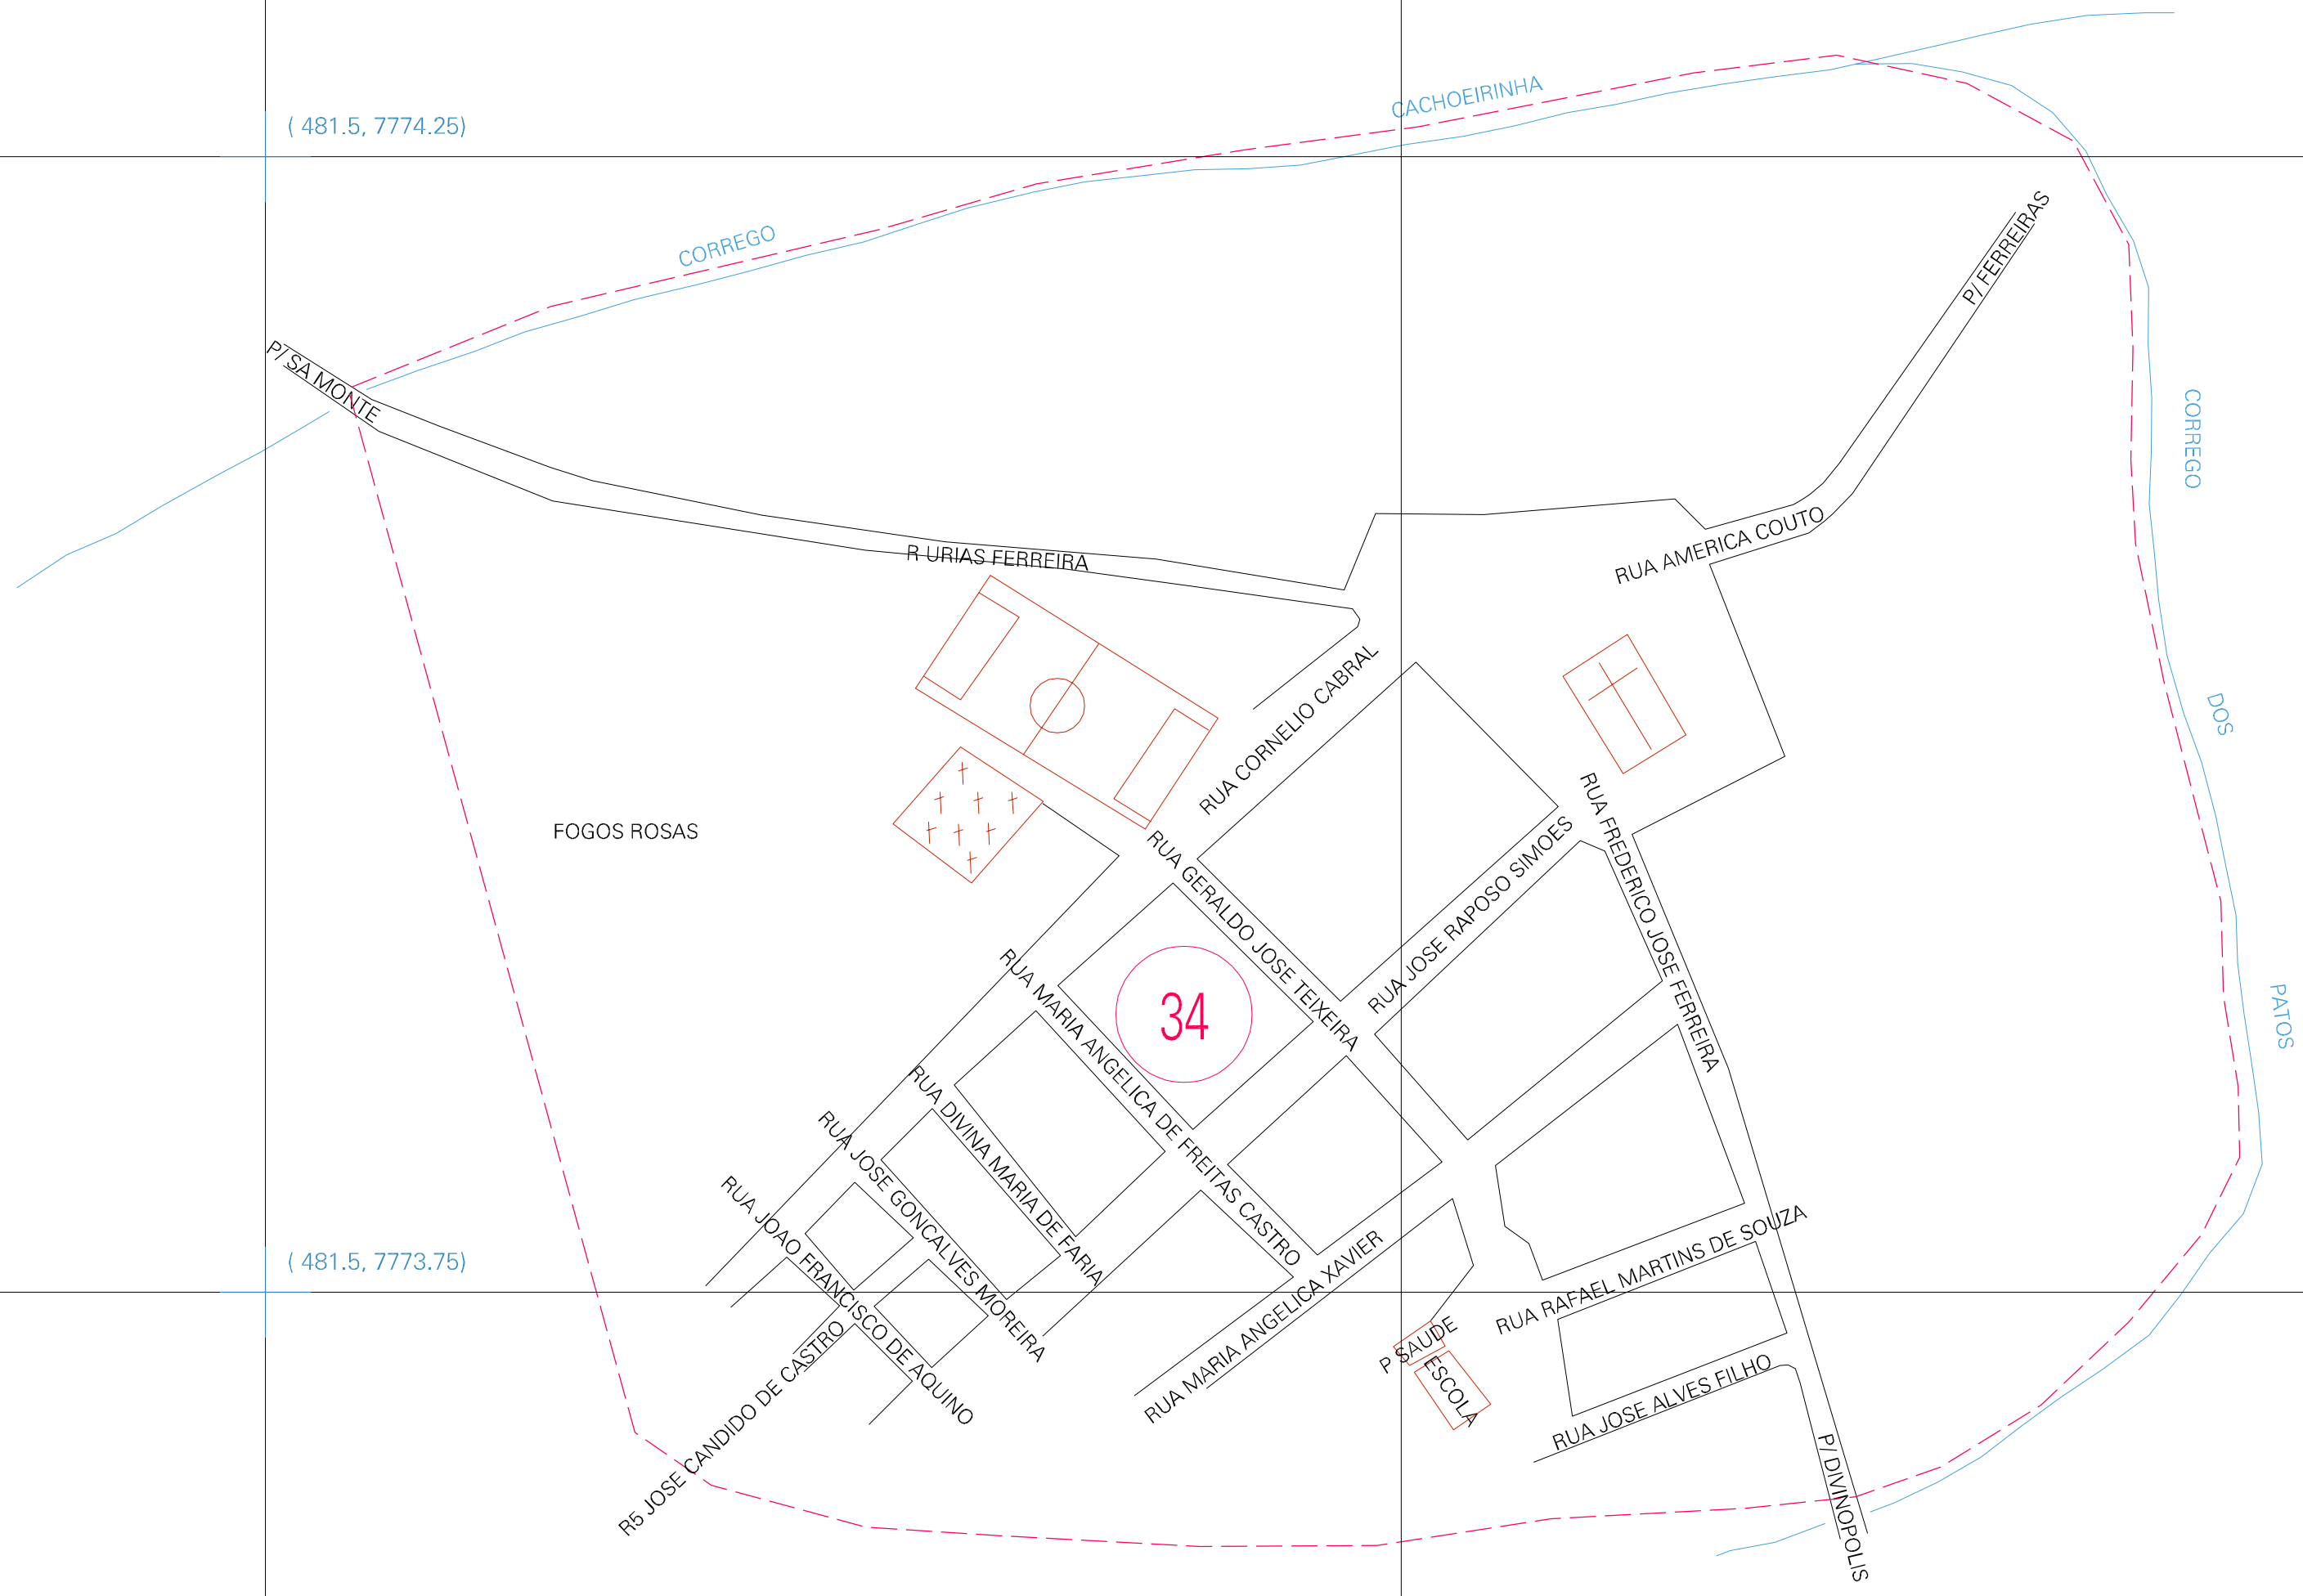 CACHOEIRINHA
( 481.5, 7774.25)
CORREGO
P/ FERREIRAS
P/ SA MONTE
CORREGO
R URIAS FERREIRA
RUA AMERICA COUTO
RUA CORNELIO CABRAL
DOS
FOGOS ROSAS
RUA GERALDO JOSE TEIXEIRA
RUA JOSE RAPOSO SIMOES
RUA FREDERICO JOSE FERREIRA
RUA MARIA ANGELICA DE FREITAS CASTRO
34
PATOS
RUA DIVINA MARIA DE FARIA
RUA JOSE GONCALVES MOREIRA
RUA JOAO FRANCISCO DE AQUINO
( 481.5, 7773.75)
RUA MARIA ANGELICA XAVIER
RUA RAFAEL MARTINS DE SOUZA
P SAUDE
ESCOLA
RUA JOSE ALVES FILHO
R5 JOSE CANDIDO DE CASTRO
P/ DIVINOPOLIS